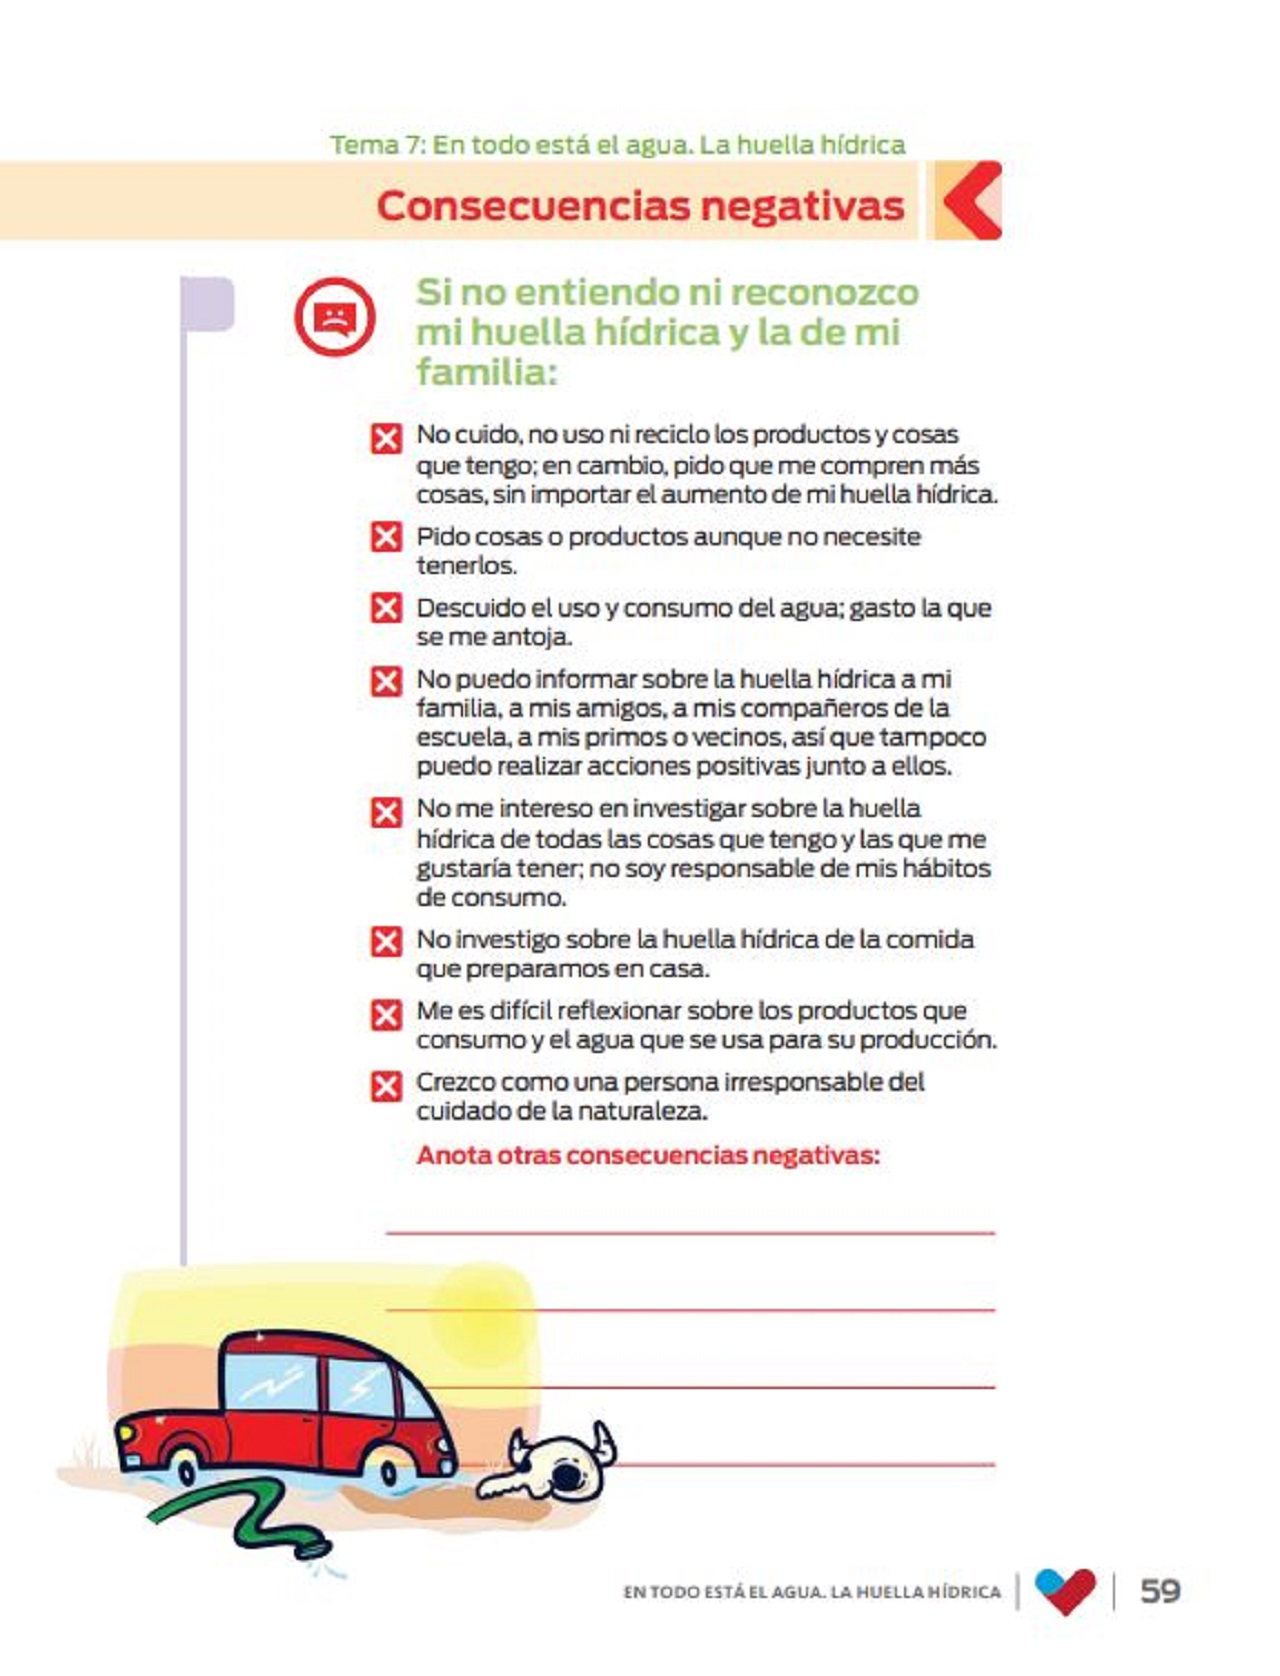 Tema 7: En todo está el agua. La huella hídrica
Consecuencias negativas
Si no entiendo ni reconozco
mi huella hídrica y la de mi
familia:
No cuido, no uso ni reciclo los productos y cosas
que tengo; en cambio, pido que me compren más
cosas, sin importar el aumento de mi huella hídrica.
Pido cosas o productos aunque no necesite
tenerlos.
Descuido el uso y consumo del agua; gasto la que
se me antoja.
No puedo informar sobre la huella hídrica a mi
familia, a mis amigos, a mis compañeros de la
escuela, a mis primos o vecinos, así que tampoco
puedo realizar acciones positivas junto a ellos.
No me intereso en investigar sobre la huella
hídrica de todas las cosas que tengo y las que me
gustaría tener; no soy responsable de mis hábitos
de consumo.
No investigo sobre la huella hídrica de la comida
que preparamos en casa.
Me es difícil reflexionar sobre los productos que
consumo y el agua que se usa para su producción.
Crezco como una persona irresponsable del
cuidado de la naturaleza.
Anota otras consecuencias negativas:
EN TODO ESTÁ EL AGUA. LA HUELLA HÍDRICA
59